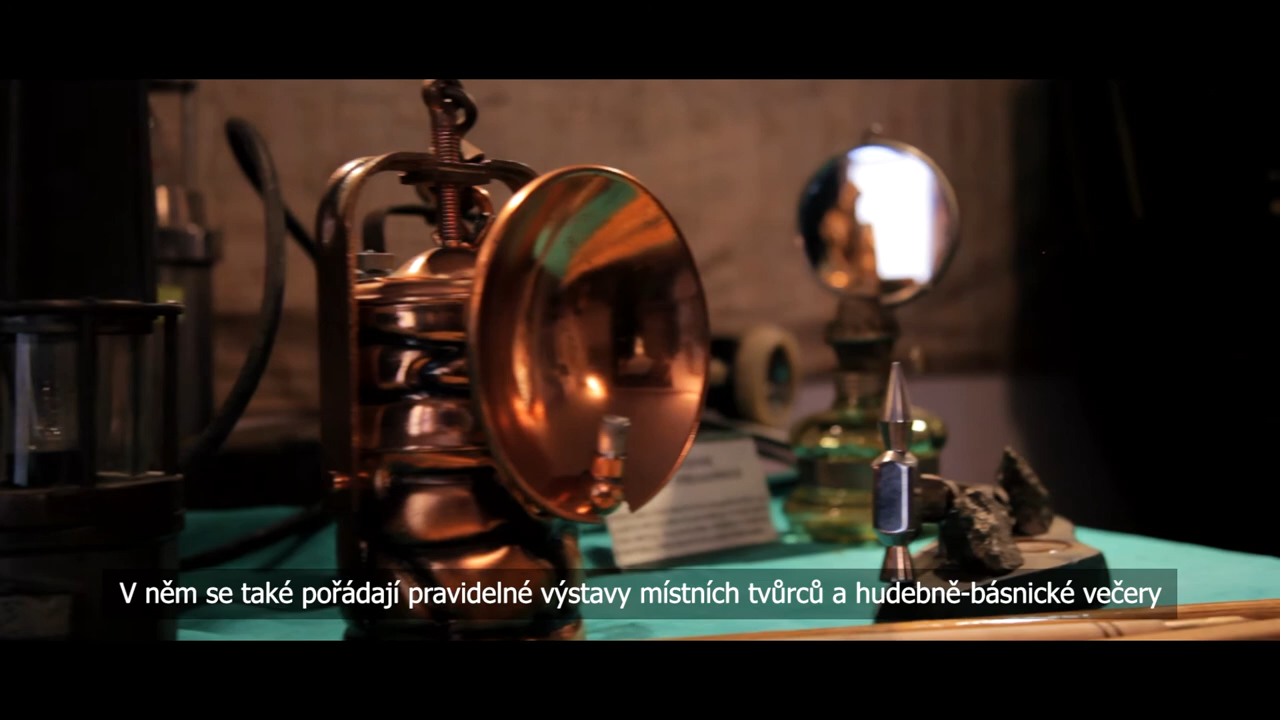 V něm se také pořádají pravidelné výstavy místních tvůrců a hudebně-básnické večery